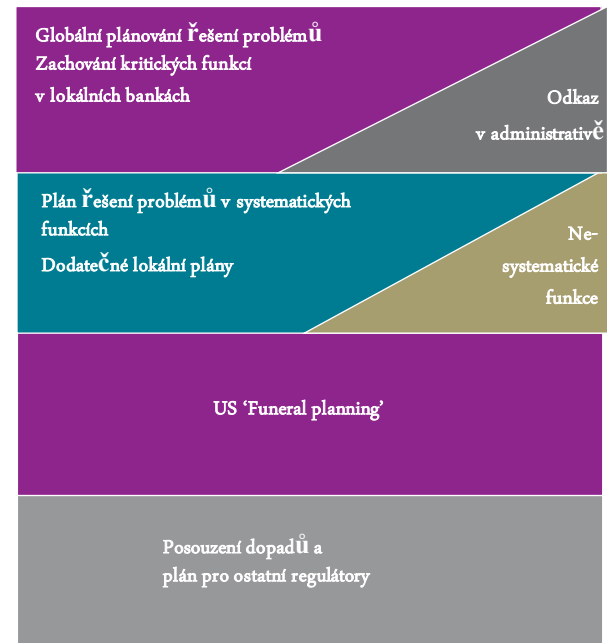 Globální plánování řešení problémů
Zachování kritických funkcí
v lokálních bankách
Odkaz
v administrativě
Plán řešení problémů v systematických
funkcích
Dodatečné lokální plány
Ne-
systematické
funkce
US ‘Funeral planning’
Posouzení dopadů a
plán pro ostatní regulátory